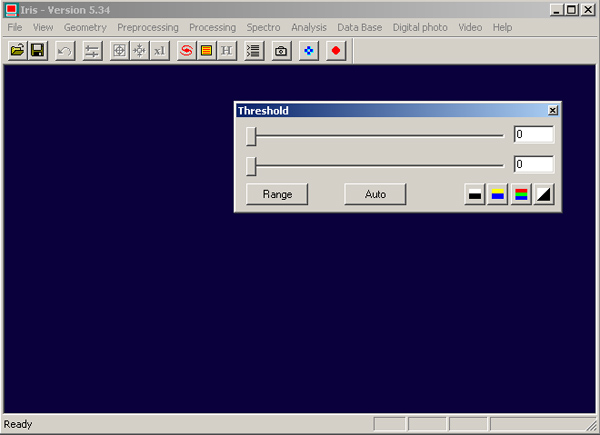 Iris - Version 5.34
File View Geometry Preprocessing Processing Spectro Analysis Data Base Digital photo Video Help
x1 H
Threshold
0
0
Range Auto
Ready